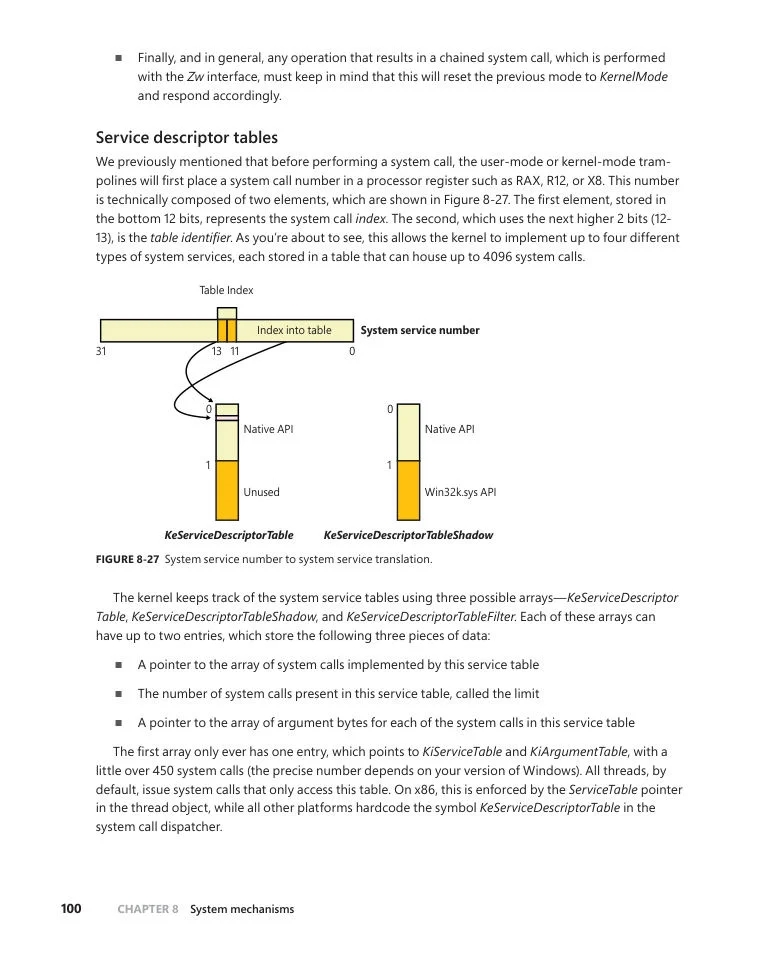 ■ Finally, and in general, any operation that results in a chained system call, which is performed
with the Zw interface, must keep in mind that this will reset the previous mode to KernelMode
and respond accordingly.
Service descriptor tables
We previously mentioned that before performing a system call, the user-mode or kernel-mode tram-
polines will first place a system call number in a processor register such as RAX, R12, or X8. This number
is technically composed of two elements, which are shown in Figure 8-27. The first element, stored in
the bottom 12 bits, represents the system call index. The second, which uses the next higher 2 bits (12-
13), is the table identifier. As you’re about to see, this allows the kernel to implement up to four different
types of system services, each stored in a table that can house up to 4096 system calls.
Table Index
Index into table
System service number
31
13 11
0
0
Native API
1
Unused
KeServiceDescriptorTable
0
Native API
1
Win32k.sys API
KeServiceDescriptorTableShadow
FIGURE 8-27 System service number to system service translation.
The kernel keeps track of the system service tables using three possible arrays—KeServiceDescriptor
Table, KeServiceDescriptorTableShadow, and KeServiceDescriptorTableFilter. Each of these arrays can
have up to two entries, which store the following three pieces of data:
■ A pointer to the array of system calls implemented by this service table
■ The number of system calls present in this service table, called the limit
■ A pointer to the array of argument bytes for each of the system calls in this service table
The first array only ever has one entry, which points to KiServiceTable and KiArgumentTable, with a
little over 450 system calls (the precise number depends on your version of Windows). All threads, by
default, issue system calls that only access this table. On x86, this is enforced by the ServiceTable pointer
in the thread object, while all other platforms hardcode the symbol KeServiceDescriptorTable in the
system call dispatcher.
100 CHAPTER 8 System mechanisms